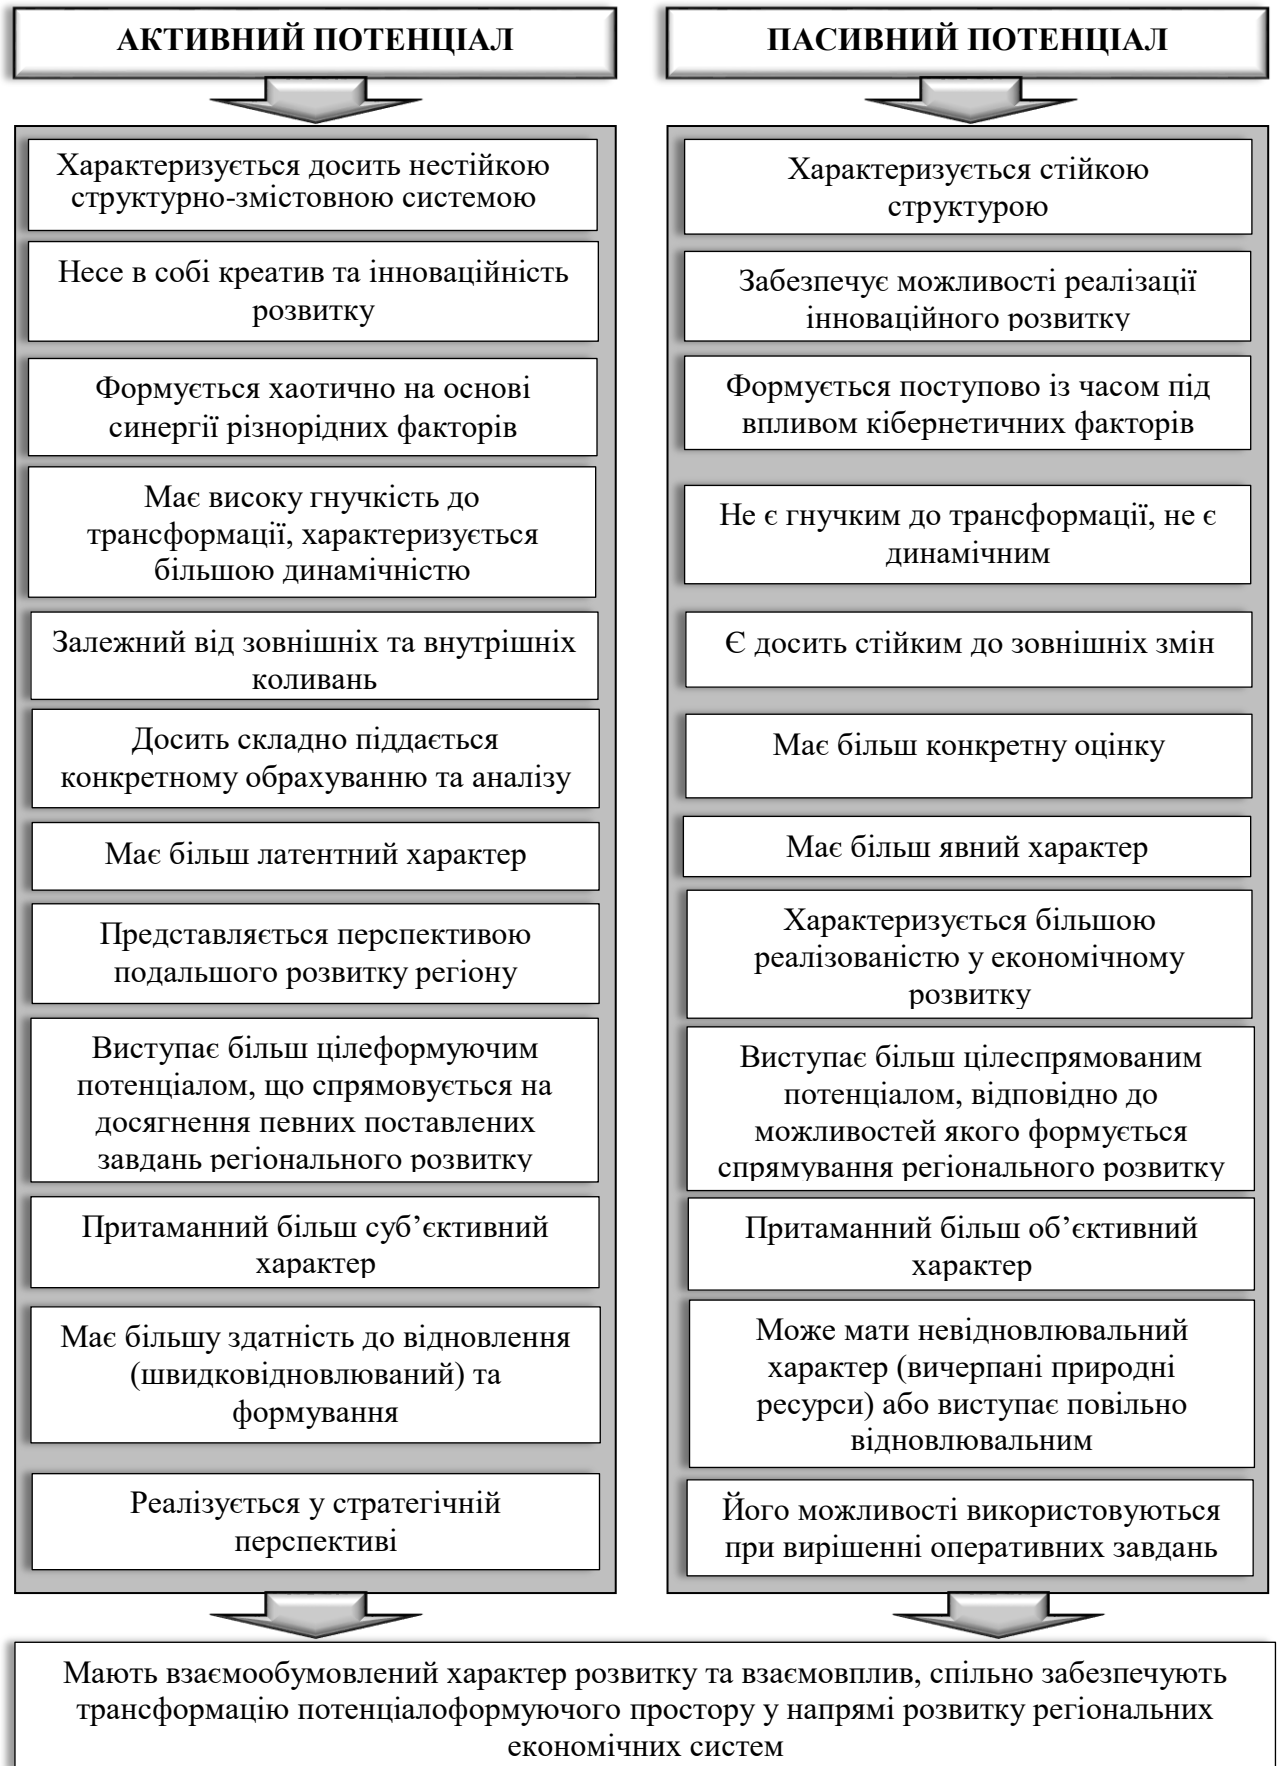 АКТИВНИЙ ПОТЕНЦІАЛ
Характеризується досить нестійкою
структурно-змістовною системою
Несе в собі креатив та інноваційність
розвитку
Формується хаотично на основі
синергії різнорідних факторів
Має високу гнучкість до
трансформації, характеризується
більшою динамічністю
Залежний від зовнішніх та внутрішніх
коливань
Досить складно піддається
конкретному обрахуванню та аналізу
Має більш латентний характер
Представляється перспективою
подальшого розвитку регіону
Виступає більш цілеформуючим
потенціалом, що спрямовується на
досягнення певних поставлених
завдань регіонального розвитку
Притаманний більш суб’єктивний
характер
Має більшу здатність до відновлення
(швидковідновлюваний) та
формування
Реалізується у стратегічній
перспективі
ПАСИВНИЙ ПОТЕНЦІАЛ
Характеризується стійкою
структурою
Забезпечує можливості реалізації
інноваційного розвитку
Формується поступово із часом під
впливом кібернетичних факторів
Не є гнучким до трансформації, не є
динамічним
Є досить стійким до зовнішніх змін
Має більш конкретну оцінку
Має більш явний характер
Характеризується більшою
реалізованістю у економічному
розвитку
Виступає більш цілеспрямованим
потенціалом, відповідно до
можливостей якого формується
спрямування регіонального розвитку
Притаманний більш об’єктивний
характер
Може мати невідновлювальний
характер (вичерпані природні
ресурси) або виступає повільно
відновлювальним
Його можливості використовуються
при вирішенні оперативних завдань
Мають взаємообумовлений характер розвитку та взаємовплив, спільно забезпечують
трансформацію потенціалоформуючого простору у напрямі розвитку регіональних
економічних систем